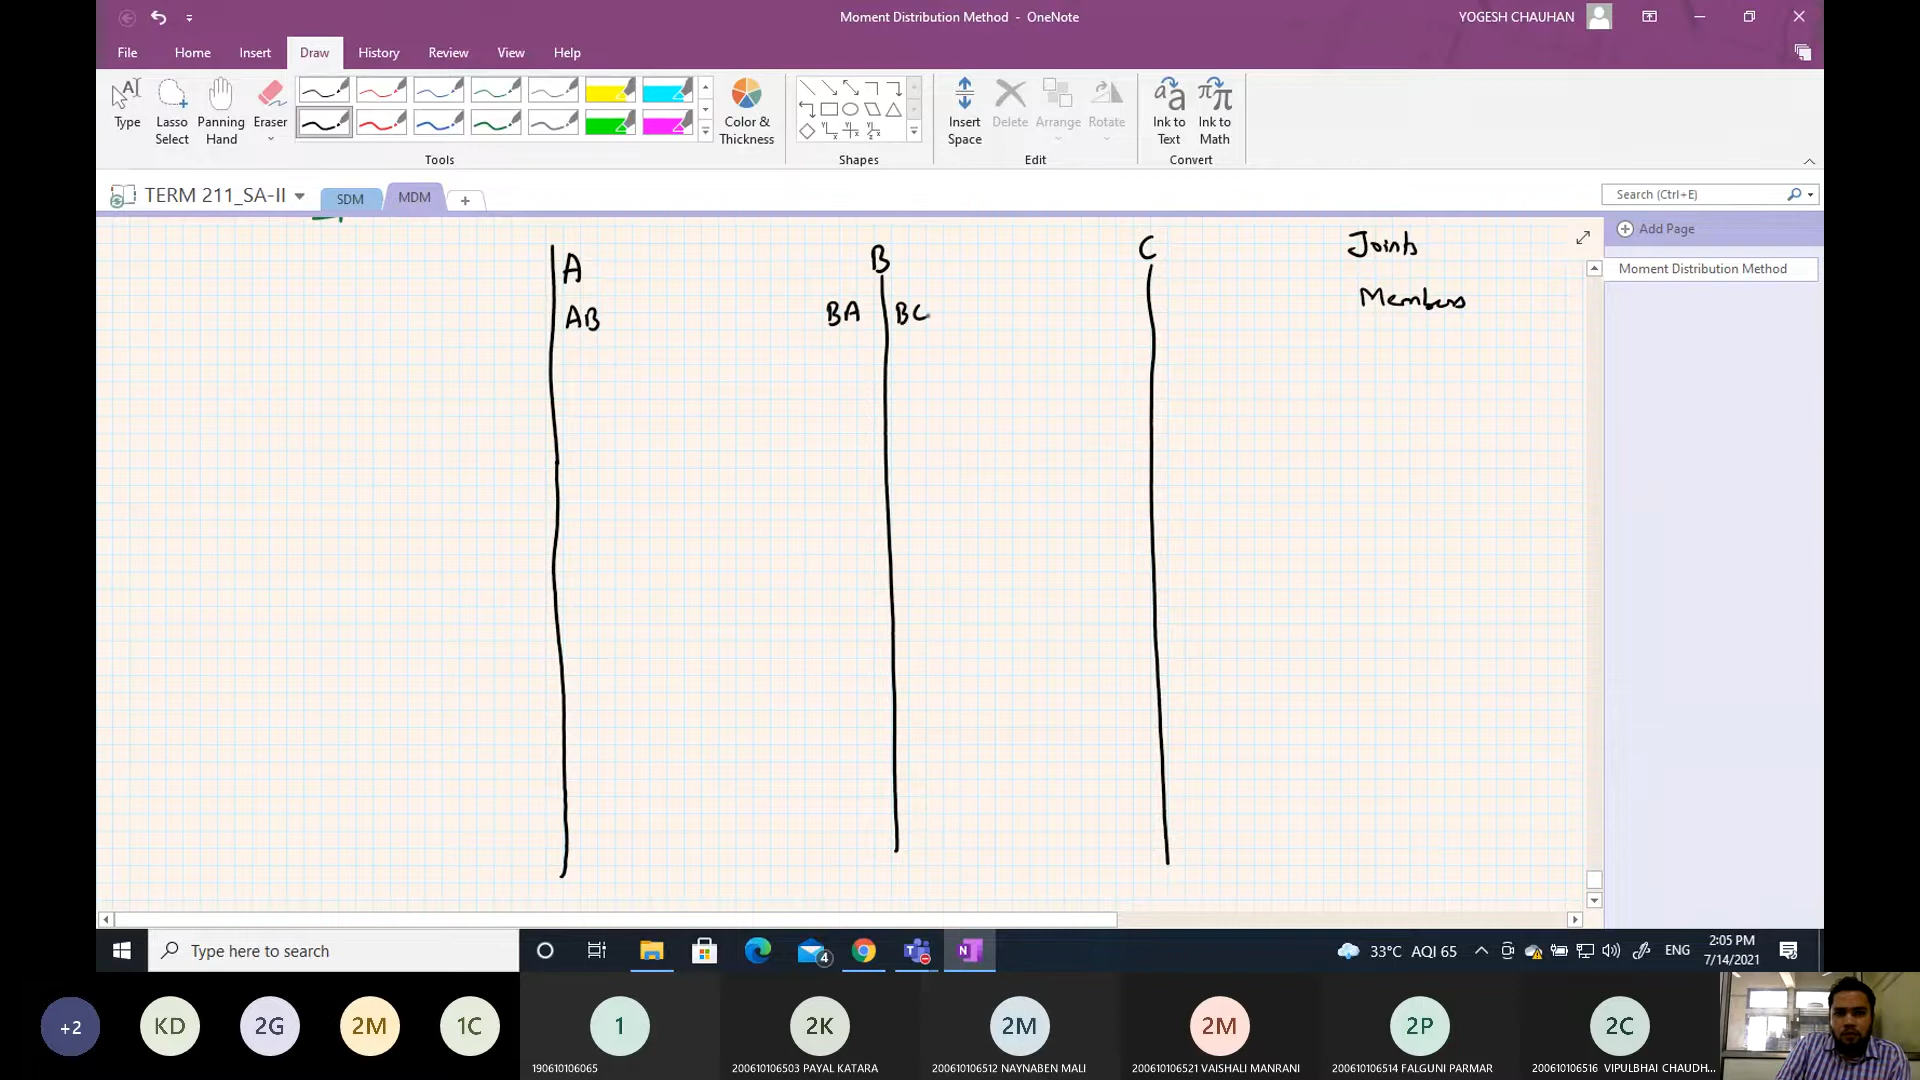 Moment Distribution Method - OneNote
YOGESH CHAUHAN
File Home Insert Draw History Review View Help
Type
Lasso Select
Panning Hand
Eraser
Color & Thickness
Insert Space
Delete
Arrange
Rotate
Ink to Text
Ink to Math
Tools
Shapes
Edit
Convert
TERM 211_SA-II
SDM
MDM
Search (Ctrl+E)
Add Page
Moment Distribution Method
A B C Joints
AB BA BC Members
Type here to search
4
33°C AQI 65
ENG
2:05 PM
7/14/2021
+2 KD 2G 2M 1C 1 2K 2M 2M 2P 2C
190610106065
200610106503 PAYAL KATARA
200610106512 NAYNABEN MALI
200610106521 VAISHALI MANRANI
200610106514 FALGUNI PARMAR
200610106516 VIPULBHAI CHAUDH...